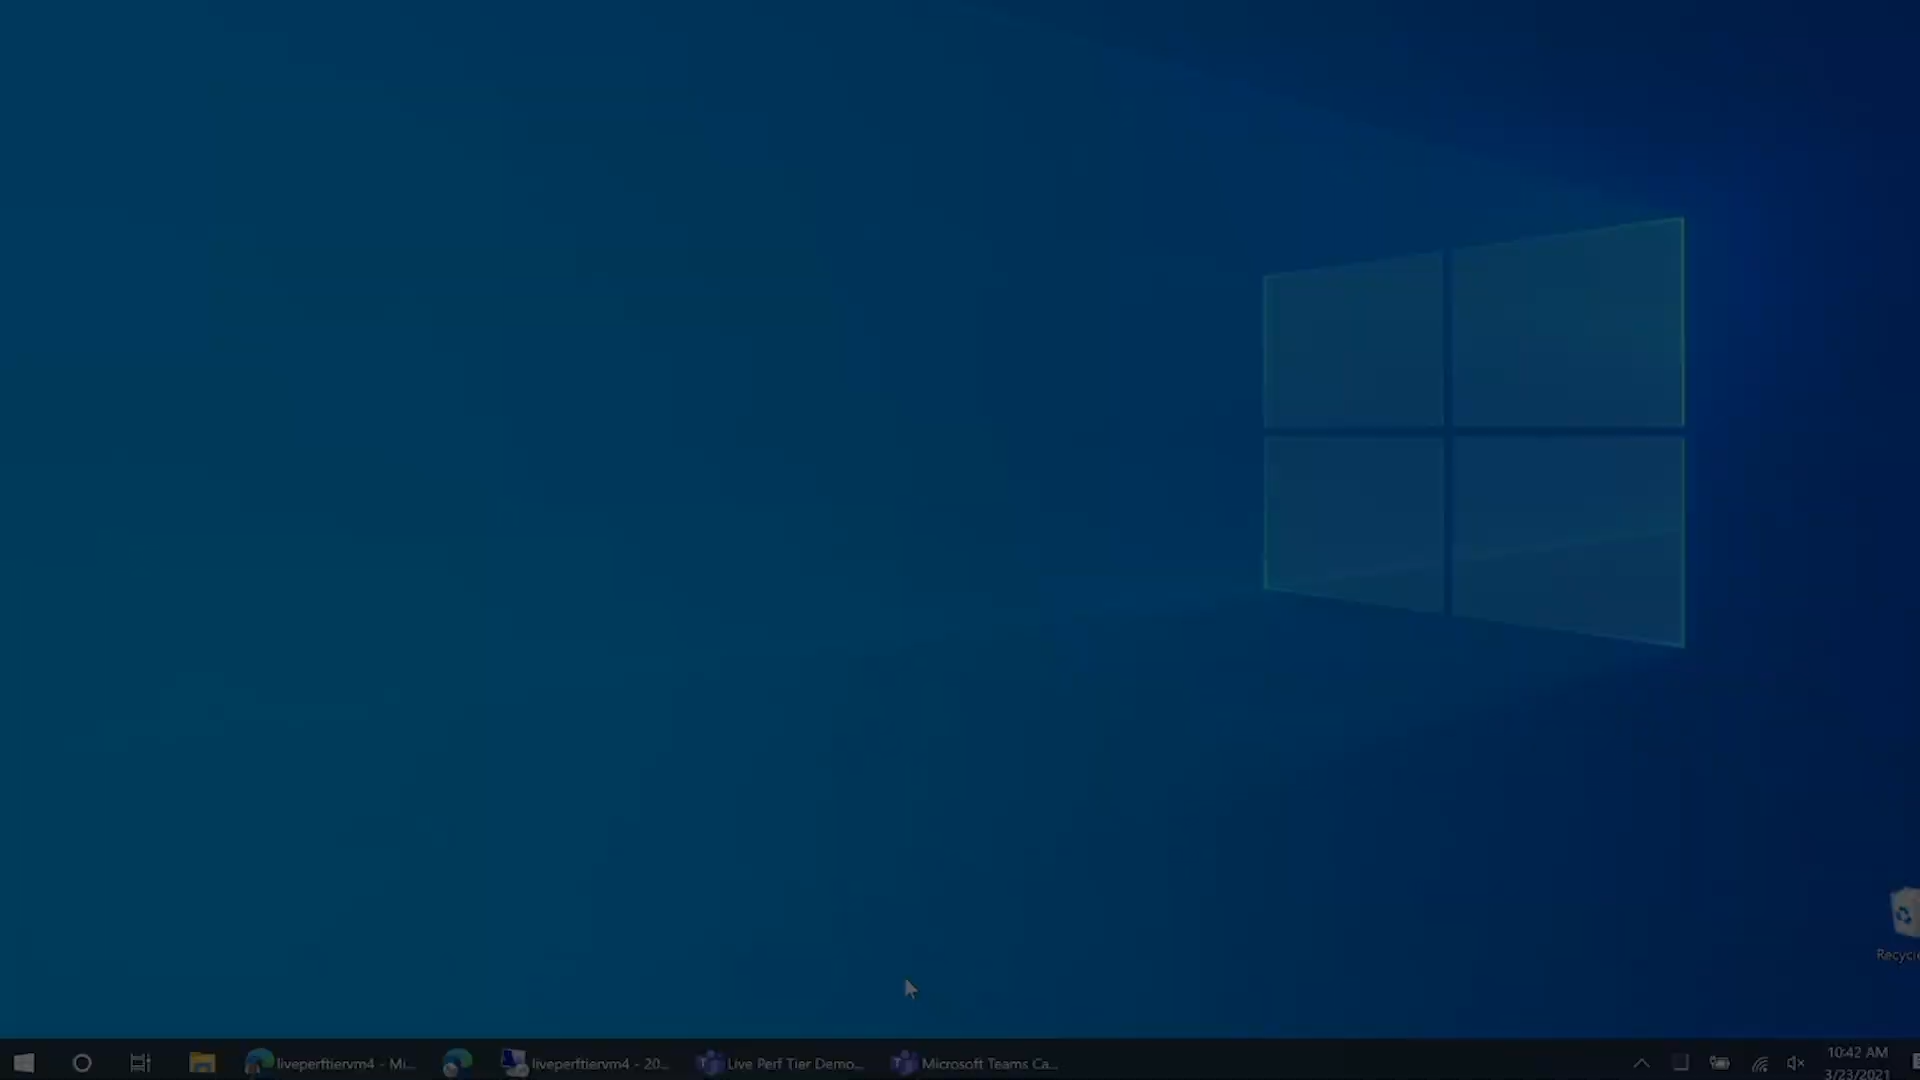 Recycle
liveperftiervm4 - Mi...
liveperftiervm4 - 20...
Live Perf Tier Demo...
Microsoft Teams Ca...
10:42 AM
3/23/2021